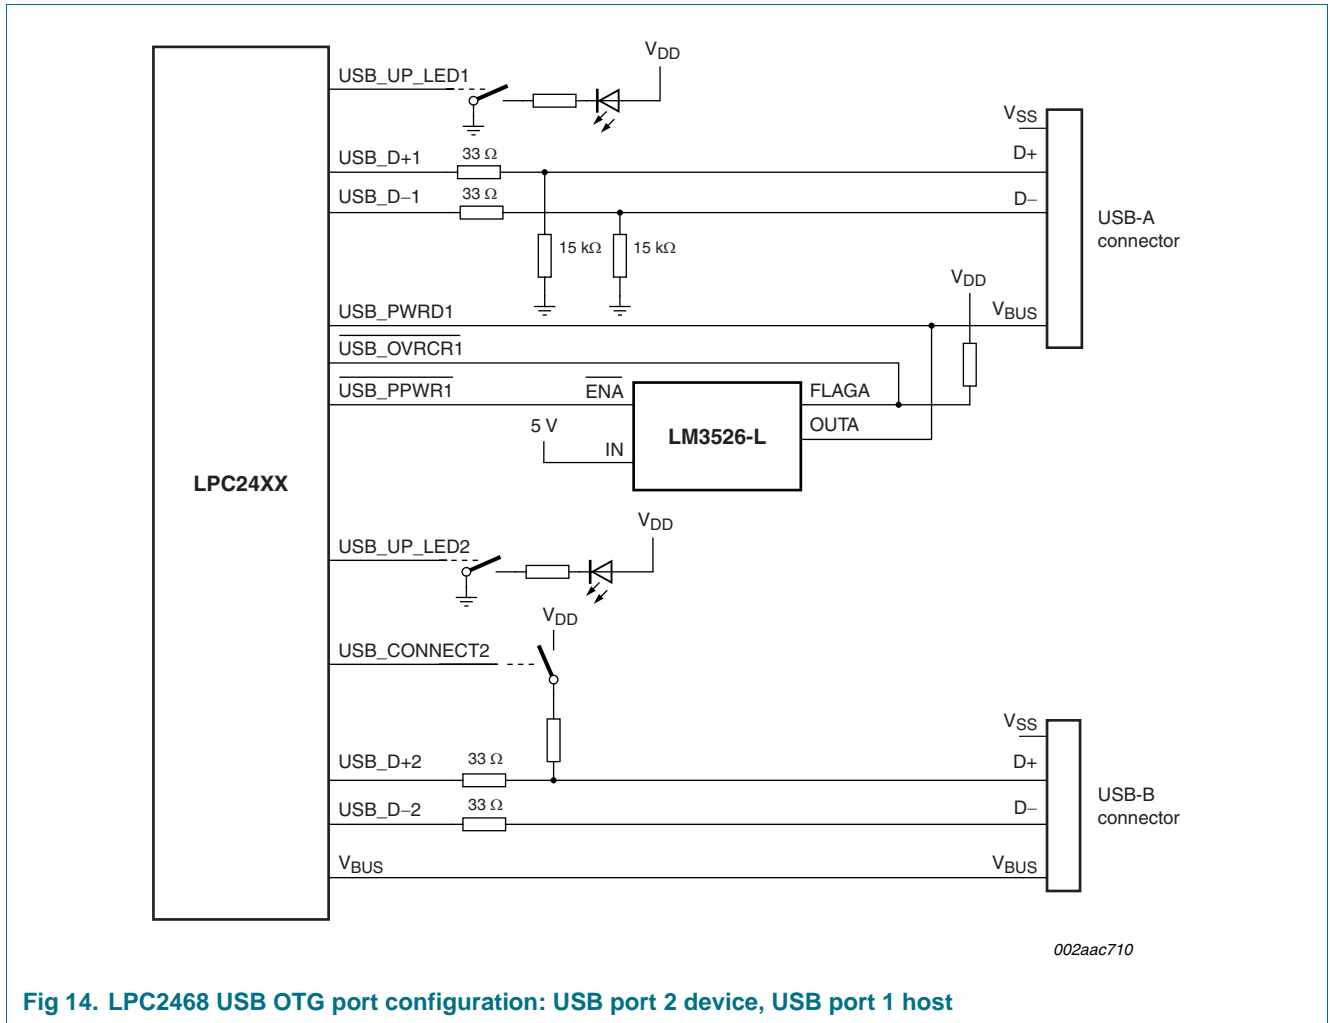 VDD
USB_UP_LED1
VSS
USB_D+1
33 Ω
D+
USB_D−1
33 Ω
D−
USB-A
connector
15 kΩ
15 kΩ
VDD
USB_PWRD1
VBUS
USB_OVRCR1
USB_PPWR1
ENA
FLAGA
5 V
IN
LM3526-L
OUTA
LPC24XX
VDD
USB_UP_LED2
VDD
USB_CONNECT2
VSS
USB_D+2
33 Ω
D+
USB_D−2
33 Ω
D−
USB-B
connector
VBUS
VBUS
002aac710
Fig 14. LPC2468 USB OTG port configuration: USB port 2 device, USB port 1 host